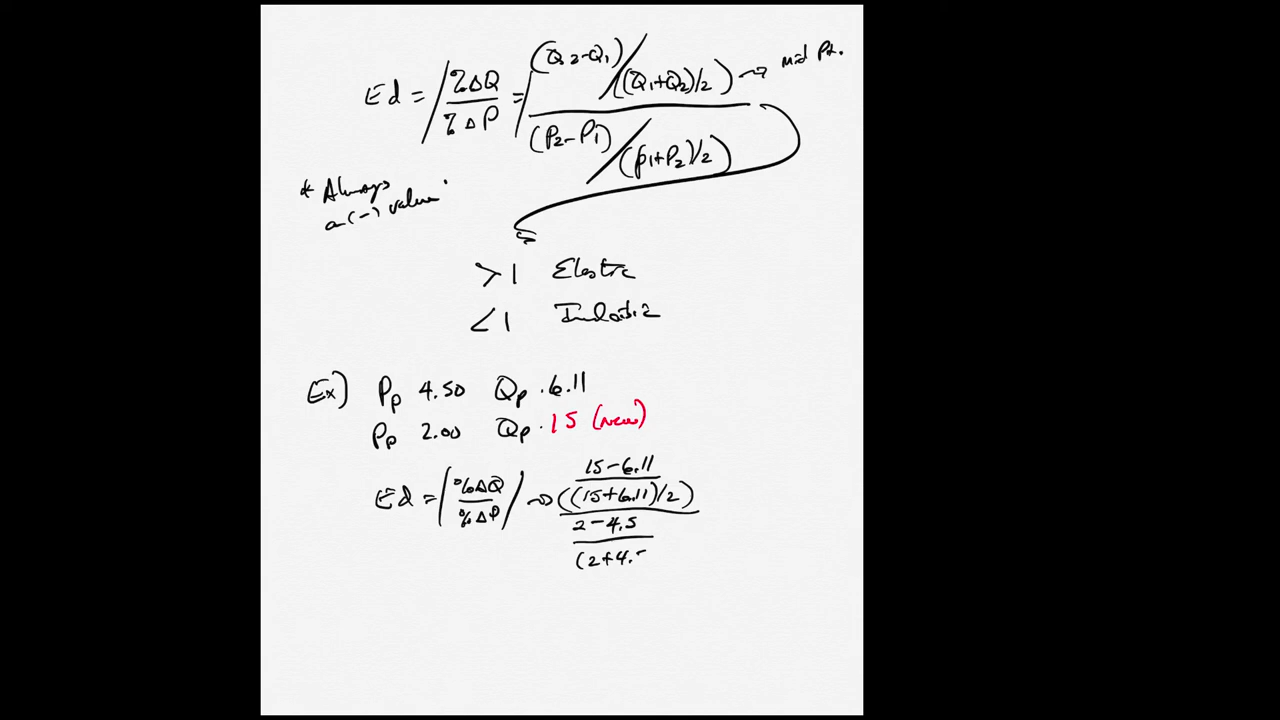 Ed = |%ΔQ/%ΔP| = |(Q2-Q1)/((Q1+Q2)/2) → mid pt.
(P2-P1)/((P1+P2)/2)
* Always
a (-) value
>1 Elastic
<1 Inelastic
Ex) Pp 4.50 Qp 6.11
Pp 2.00 Qp 15 (new)
Ed = |%ΔQ/%ΔP| → 15-6.11
((15+6.11)/2)
2-4.5
(2+4.